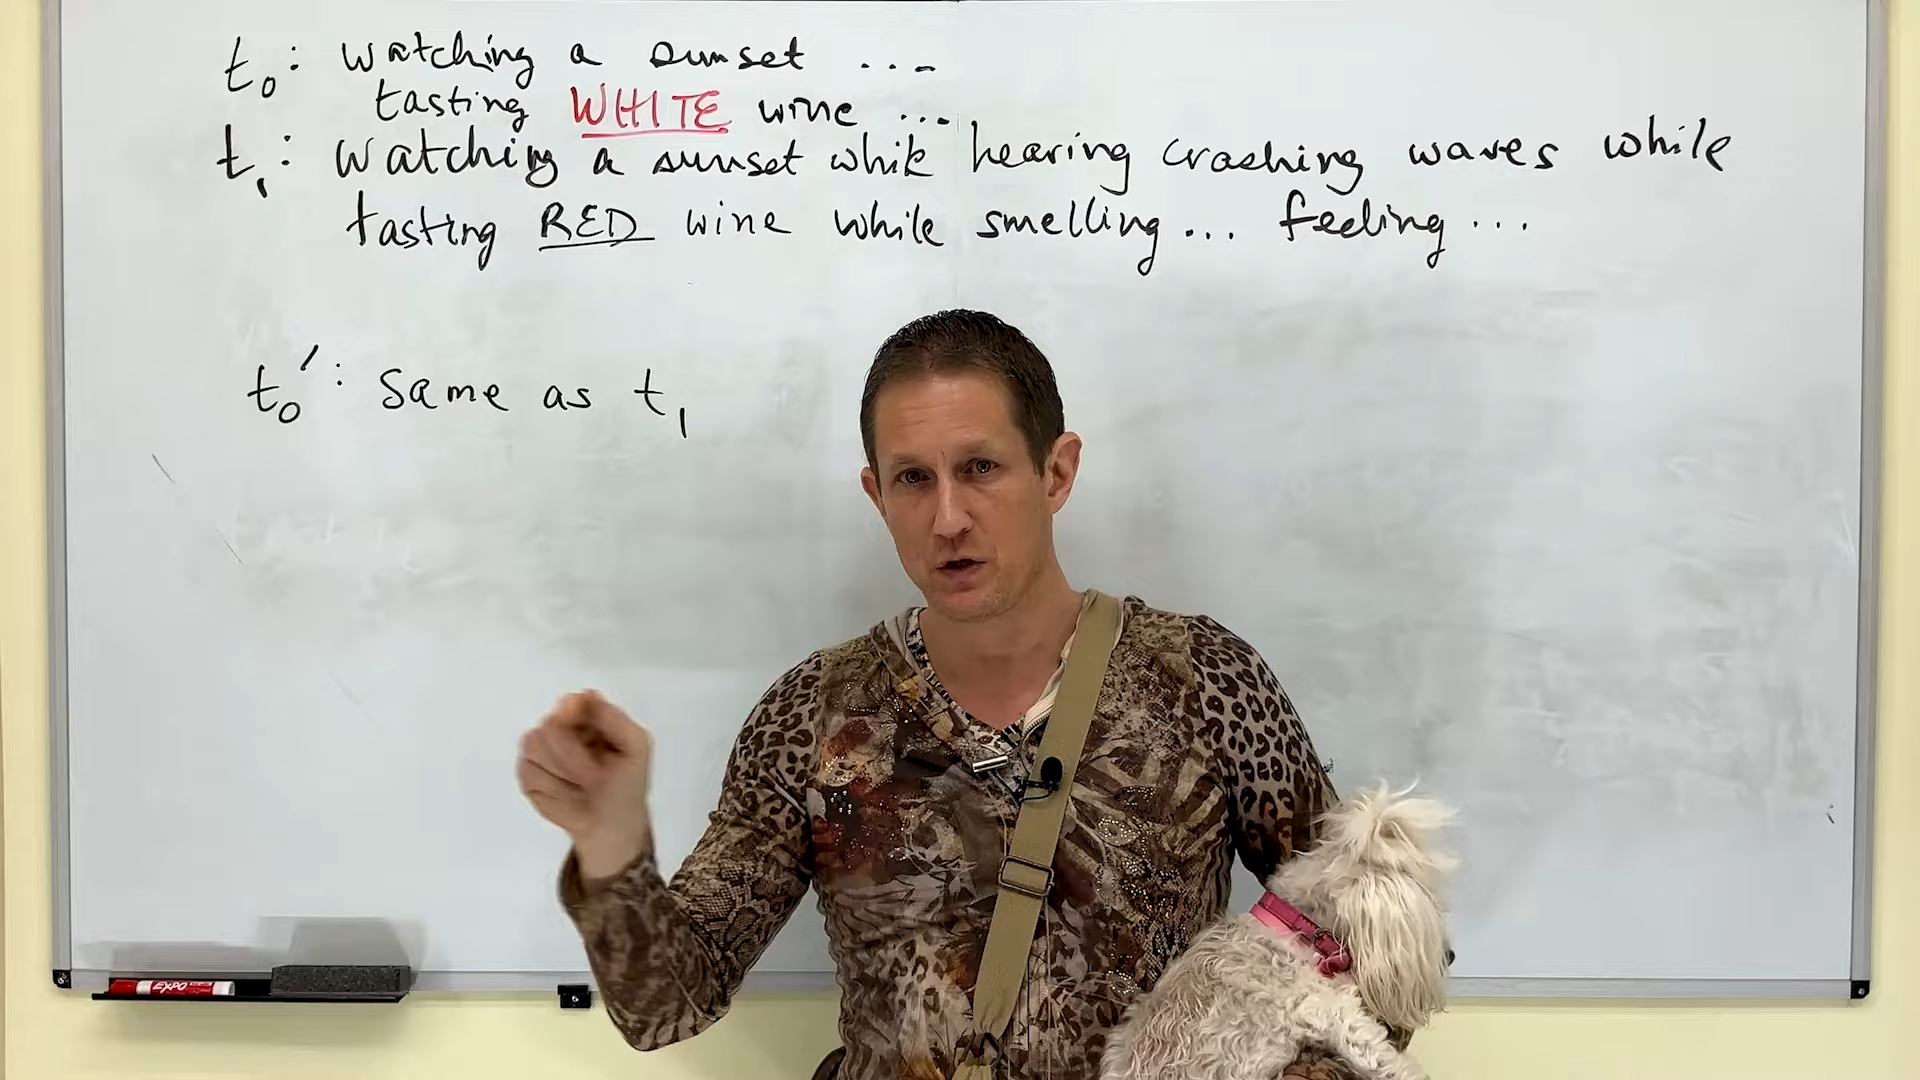 t₀: watching a sunset ....
tasting WHITE wine ...
t₁: watching a sunset while hearing crashing waves while
tasting RED wine while smelling... feeling...
t₀′: Same as t₁
EXPO